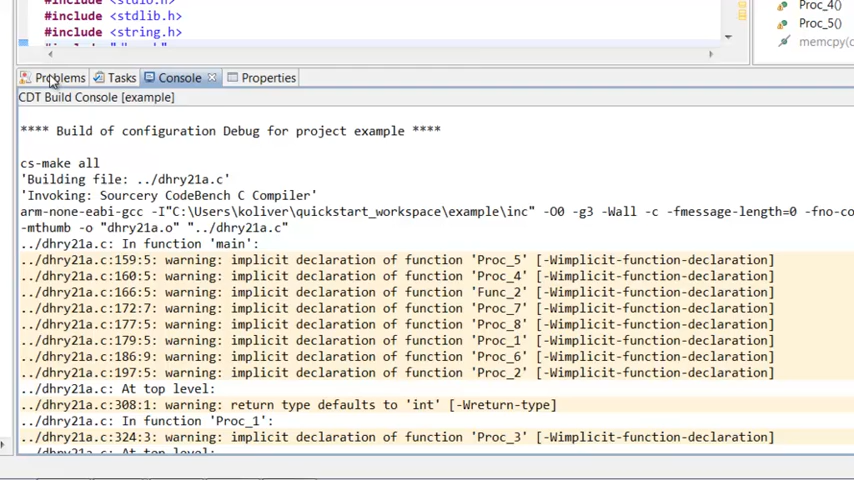 #include <stdio.h>
#include <stdlib.h>
#include <string.h>
Proc_4()
Proc_5()
memcpy(
Problems Tasks Console Properties
CDT Build Console [example]
**** Build of configuration Debug for project example ****
cs-make all
'Building file: ../dhry21a.c'
'Invoking: Sourcery CodeBench C Compiler'
arm-none-eabi-gcc -I"C:\Users\koliver\quickstart_workspace\example\inc" -O0 -g3 -Wall -c -fmessage-length=0 -fno-co
-mthumb -o "dhry21a.o" "../dhry21a.c"
../dhry21a.c: In function 'main':
../dhry21a.c:159:5: warning: implicit declaration of function 'Proc_5' [-Wimplicit-function-declaration]
../dhry21a.c:160:5: warning: implicit declaration of function 'Proc_4' [-Wimplicit-function-declaration]
../dhry21a.c:166:5: warning: implicit declaration of function 'Func_2' [-Wimplicit-function-declaration]
../dhry21a.c:172:7: warning: implicit declaration of function 'Proc_7' [-Wimplicit-function-declaration]
../dhry21a.c:177:5: warning: implicit declaration of function 'Proc_8' [-Wimplicit-function-declaration]
../dhry21a.c:179:5: warning: implicit declaration of function 'Proc_1' [-Wimplicit-function-declaration]
../dhry21a.c:186:9: warning: implicit declaration of function 'Proc_6' [-Wimplicit-function-declaration]
../dhry21a.c:197:5: warning: implicit declaration of function 'Proc_2' [-Wimplicit-function-declaration]
../dhry21a.c: At top level:
../dhry21a.c:308:1: warning: return type defaults to 'int' [-Wreturn-type]
../dhry21a.c: In function 'Proc_1':
../dhry21a.c:324:3: warning: implicit declaration of function 'Proc_3' [-Wimplicit-function-declaration]
../dhry21a.c: At top level: